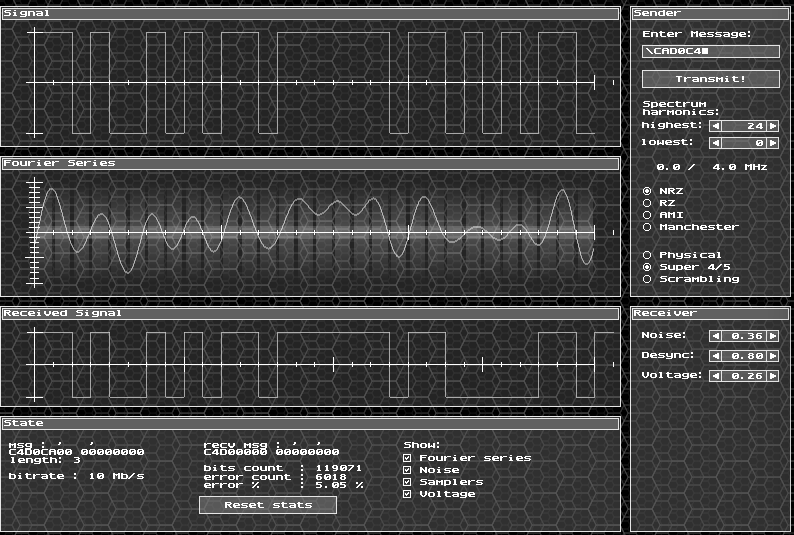 Signal
Fourier Series
Received Signal
State
msg : ’ ’
C4D0CA00 00000000
length: 3
bitrate : 10 Mb/s
recv msg : ’ ’
C4D00000 00000000
bits count : 119071
error count : 6018
error % : 5.05 %
Reset stats
Show:
Fourier series
Noise
Samplers
Voltage
Sender
Enter Message:
\CAD0C4
Transmit!
Spectrum
harmonics:
highest: 24
lowest: 0
0.0 / 4.0 MHz
NRZ
RZ
AMI
Manchester
Physical
Super 4/5
Scrambling
Receiver
Noise: 0.36
Desync: 0.80
Voltage: 0.26